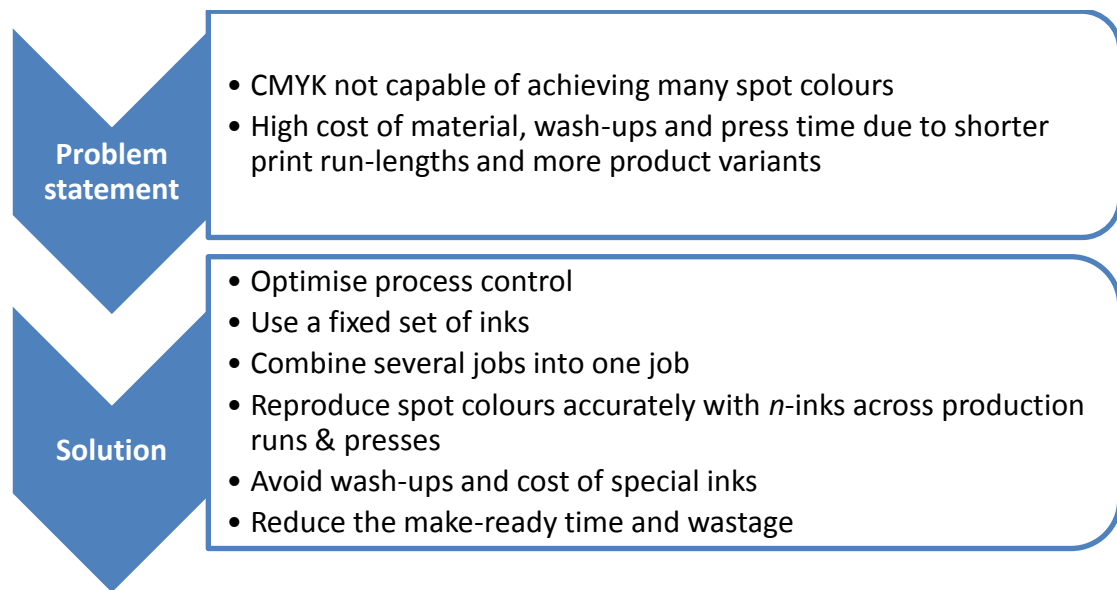 Problem
statement
• CMYK not capable of achieving many spot colours
• High cost of material, wash-ups and press time due to shorter
print run-lengths and more product variants
Solution
• Optimise process control
• Use a fixed set of inks
• Combine several jobs into one job
• Reproduce spot colours accurately with n-inks across production
runs & presses
• Avoid wash-ups and cost of special inks
• Reduce the make-ready time and wastage